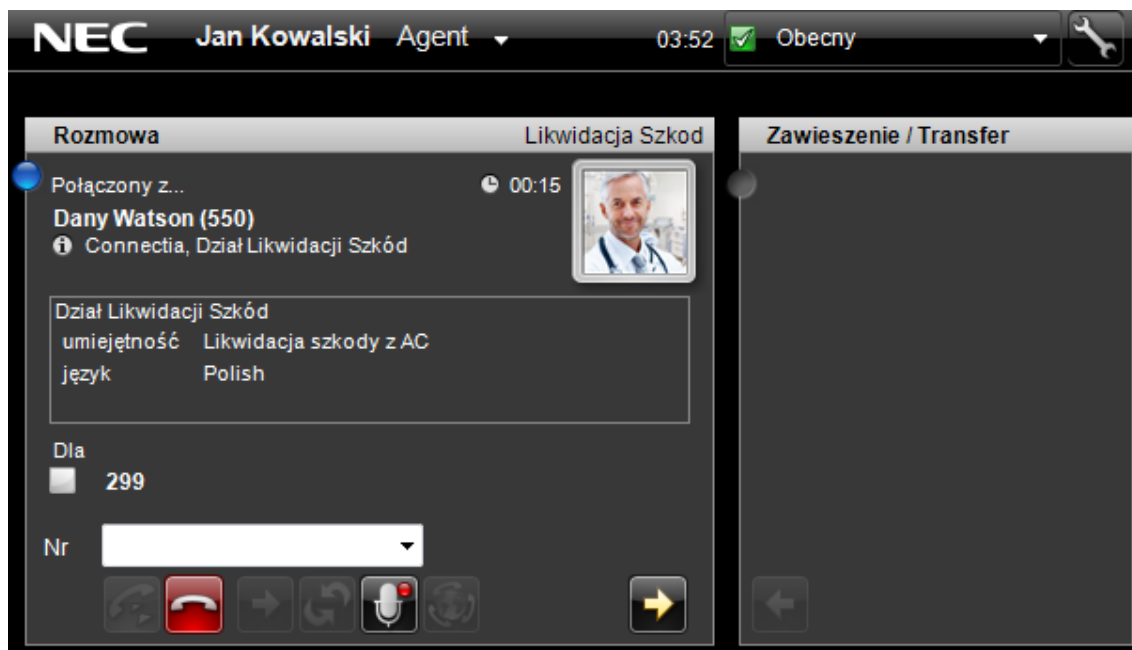 NEC Jan Kowalski Agent 03:52 Obecny
Rozmowa Likwidacja Szkod
Połączony z... 00:15
Dany Watson (550)
Connectia, Dział Likwidacji Szkód
Dział Likwidacji Szkód
umiejętność Likwidacja szkody z AC
język Polish
Dla
299
Nr
Zawieszenie / Transfer